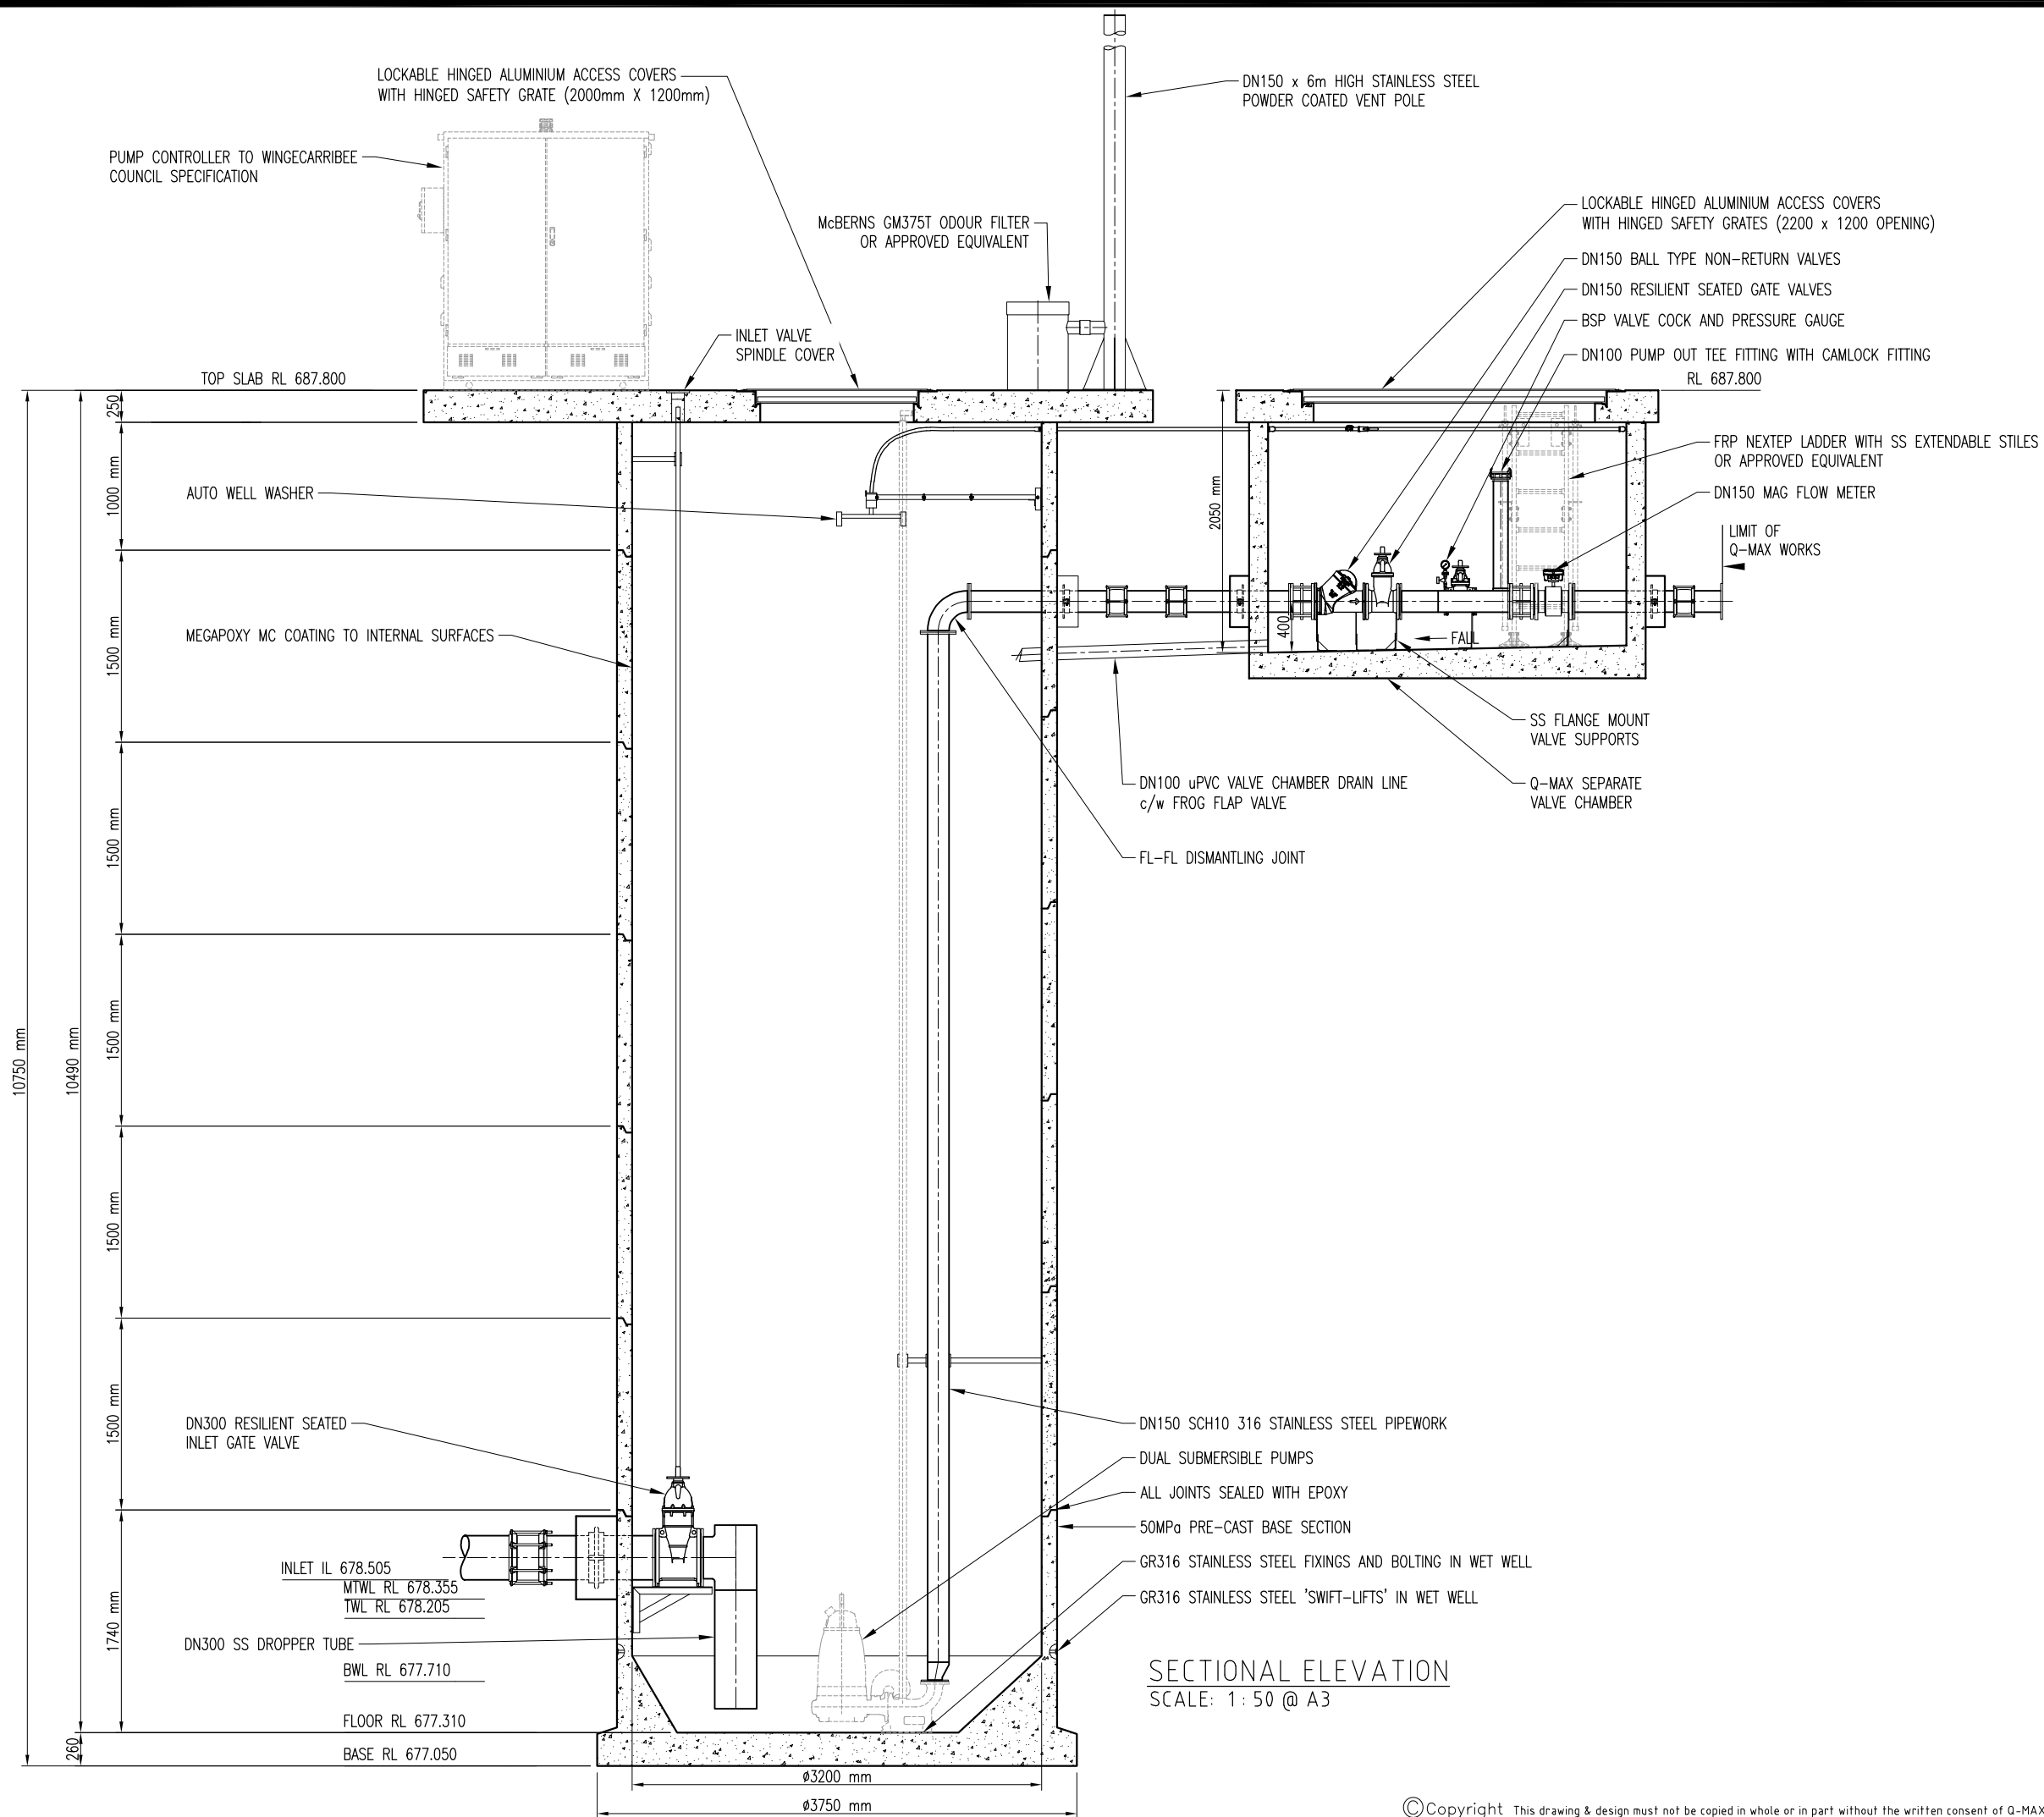 LOCKABLE HINGED ALUMINIUM ACCESS COVERS
WITH HINGED SAFETY GRATE (2000mm X 1200mm)
DN150 x 6m HIGH STAINLESS STEEL
POWDER COATED VENT POLE
PUMP CONTROLLER TO WINGECARRIBEE
COUNCIL SPECIFICATION
McBERNS GM375T ODOUR FILTER
OR APPROVED EQUIVALENT
LOCKABLE HINGED ALUMINIUM ACCESS COVERS
WITH HINGED SAFETY GRATES (2200 x 1200 OPENING)
DN150 BALL TYPE NON-RETURN VALVES
DN150 RESILIENT SEATED GATE VALVES
BSP VALVE COCK AND PRESSURE GAUGE
DN100 PUMP OUT TEE FITTING WITH CAMLOCK FITTING
RL 687.800
INLET VALVE
SPINDLE COVER
TOP SLAB RL 687.800
250
1000 mm
1500 mm
1500 mm
1500 mm
1500 mm
1500 mm
1740 mm
10750 mm
10490 mm
260
2050 mm
400
FALL
FRP NEXTEP LADDER WITH SS EXTENDABLE STILES
OR APPROVED EQUIVALENT
DN150 MAG FLOW METER
LIMIT OF
Q-MAX WORKS
AUTO WELL WASHER
MEGAPOXY MC COATING TO INTERNAL SURFACES
SS FLANGE MOUNT
VALVE SUPPORTS
Q-MAX SEPARATE
VALVE CHAMBER
DN100 uPVC VALVE CHAMBER DRAIN LINE
c/w FROG FLAP VALVE
FL-FL DISMANTLING JOINT
DN300 RESILIENT SEATED
INLET GATE VALVE
DN150 SCH10 316 STAINLESS STEEL PIPEWORK
DUAL SUBMERSIBLE PUMPS
ALL JOINTS SEALED WITH EPOXY
50MPa PRE-CAST BASE SECTION
GR316 STAINLESS STEEL FIXINGS AND BOLTING IN WET WELL
GR316 STAINLESS STEEL 'SWIFT-LIFTS' IN WET WELL
INLET IL 678.505
MTWL RL 678.355
TWL RL 678.205
DN300 SS DROPPER TUBE
BWL RL 677.710
FLOOR RL 677.310
BASE RL 677.050
SECTIONAL ELEVATION
SCALE: 1:50 @ A3
ø3200 mm
ø3750 mm
©Copyright This drawing & design must not be copied in whole or in part without the written consent of Q-MAX